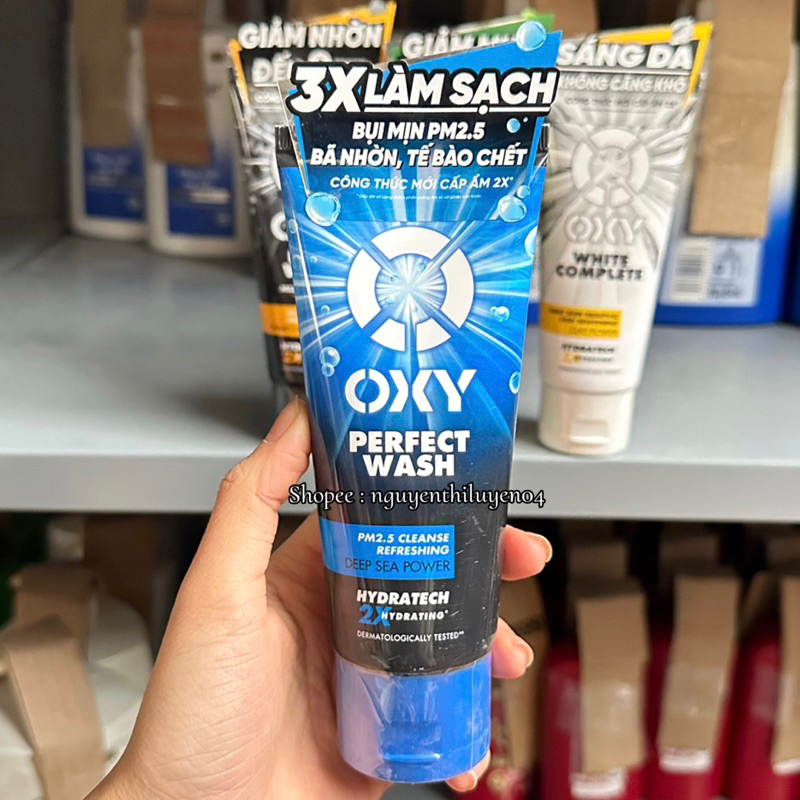 GIẢM NHỜN
GIẢM
SÁNG DA
KHÔNG CĂNG KHÔ
3X LÀM SẠCH
BỤI MỊN PM2.5
BÃ NHỜN, TẾ BÀO CHẾT
CÔNG THỨC MỚI CẤP ẨM 2X*
OXY
PERFECT
WASH
Shopee : nguyenthiluyen04
PM2.5 CLEANSE
REFRESHING
DEEP SEA POWER
HYDRATECH
2X HYDRATING*
DERMATOLOGICALLY TESTED**
OXY
WHITE
COMPLETE
HYDRATECH